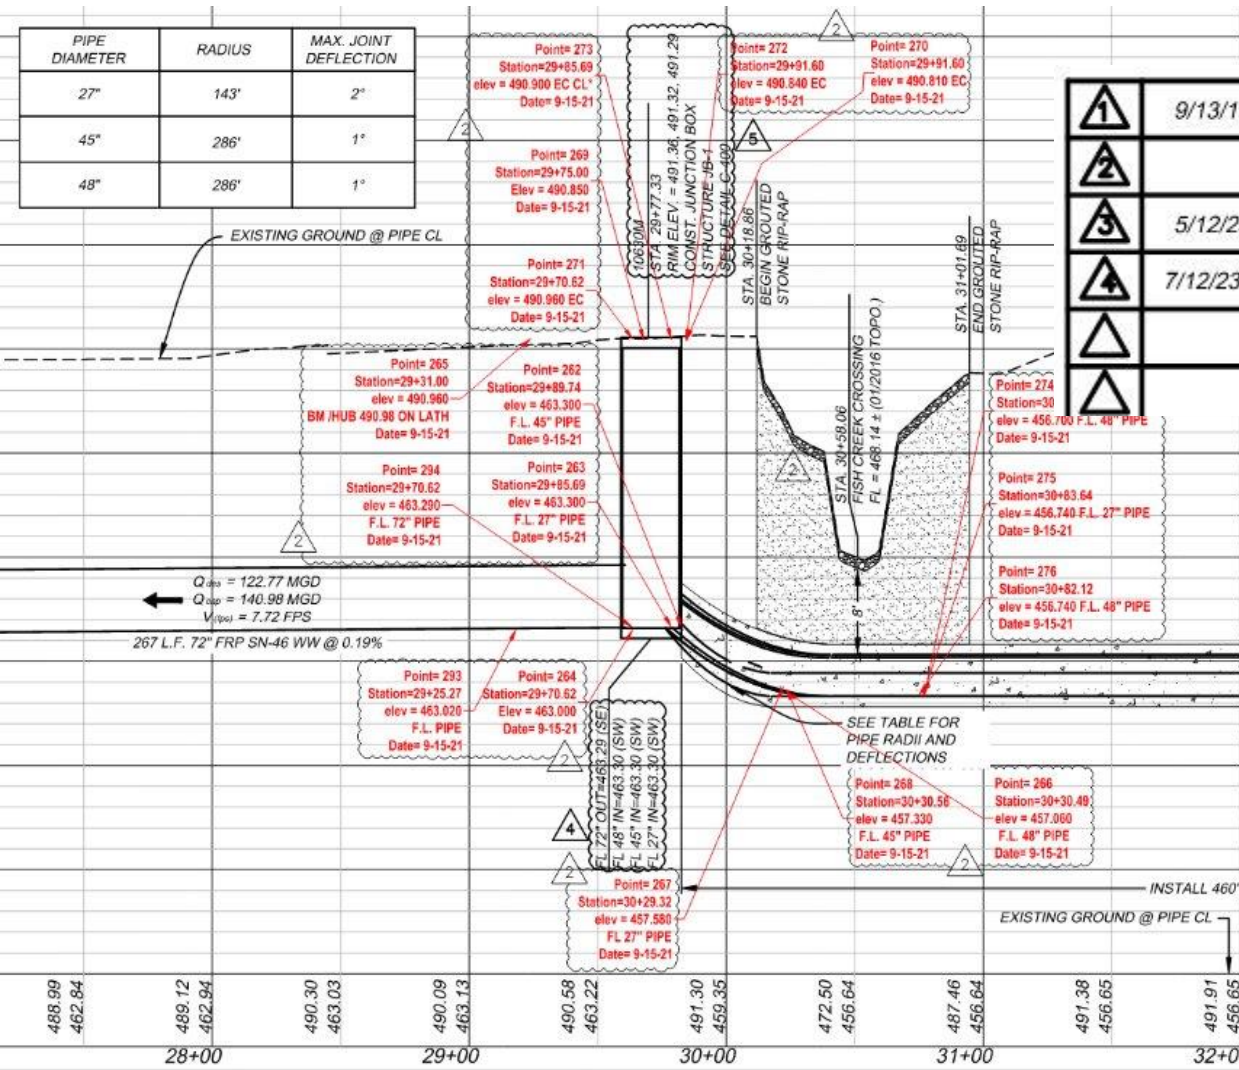 PIPE DIAMETER
RADIUS
MAX. JOINT DEFLECTION
27"
143'
2°
45"
286'
1°
48"
286'
1°
EXISTING GROUND @ PIPE CL
Point= 273
Station=29+85.69
elev = 490.900 EC CL*
Date= 9-15-21
2
Point= 269
Station=29+75.00
Elev = 490.850
Date= 9-15-21
Point= 271
Station=29+70.62
elev = 490.960 EC
Date= 9-15-21
10630M
STA. 29+77.33
RIM ELEV. = 491.36, 491.32, 491.29
CONST. JUNCTION BOX
STRUCTURE JB-1
SEE DETAIL C-400
2
Point= 272
Station=29+91.60
elev = 490.840 EC
Date= 9-15-21
Point= 270
Station=29+91.60
elev = 490.810 EC
Date= 9-15-21
5
STA. 30+18.86
BEGIN GROUTED
STONE RIP-RAP
STA. 30+58.06
FISH CREEK CROSSING
FL = 468.14 ± (01/2016 TOPO.)
STA. 31+01.69
END GROUTED
STONE RIP-RAP
1
9/13/1
2
3
5/12/2
4
7/12/23
Point= 265
Station=29+31.00
elev = 490.960
BM /HUB 490.98 ON LATH
Date= 9-15-21
Point= 262
Station=29+89.74
elev = 463.300
F.L. 45" PIPE
Date= 9-15-21
Point= 294
Station=29+70.62
elev =463.290
F.L. 72" PIPE
Date= 9-15-21
Point= 263
Station=29+85.69
elev = 463.300
F.L. 27" PIPE
Date= 9-15-21
2
2
Point= 274
Station=30
elev = 456.700 F.L. 48" PIPE
Date= 9-15-21
Point= 275
Station=30+83.64
elev = 456.740 F.L. 27" PIPE
Date= 9-15-21
Point= 276
Station=30+82.12
elev = 456.740 F.L. 48" PIPE
Date= 9-15-21
8'
Q des = 122.77 MGD
Q cap = 140.98 MGD
V (fps) = 7.72 FPS
267 L.F. 72" FRP SN-46 WW @ 0.19%
Point= 293
Station=29+25.27
elev = 463.020
F.L. PIPE
Date= 9-15-21
Point= 264
Station=29+70.62
Elev = 463.000
Date= 9-15-21
2
4
FL 72" OUT=463.29 (SE)
FL 48" IN=463.30 (SW)
FL 45" IN=463.30 (SW)
FL 27" IN=463.30 (SW)
SEE TABLE FOR
PIPE RADII AND
DEFLECTIONS
Point= 268
Station=30+30.56
elev = 457.330
F.L. 45" PIPE
Date= 9-15-21
Point= 266
Station=30+30.49
elev = 457.060
F.L. 48" PIPE
Date= 9-15-21
2
2
Point= 267
Station=30+29.32
elev = 457.580
FL 27" PIPE
Date= 9-15-21
INSTALL 460'
EXISTING GROUND @ PIPE CL
488.99
462.84
489.12
462.94
490.30
463.03
490.09
463.13
490.58
463.22
491.30
459.35
472.50
456.64
487.46
456.64
491.38
456.65
491.91
456.65
28+00
29+00
30+00
31+00
32+0